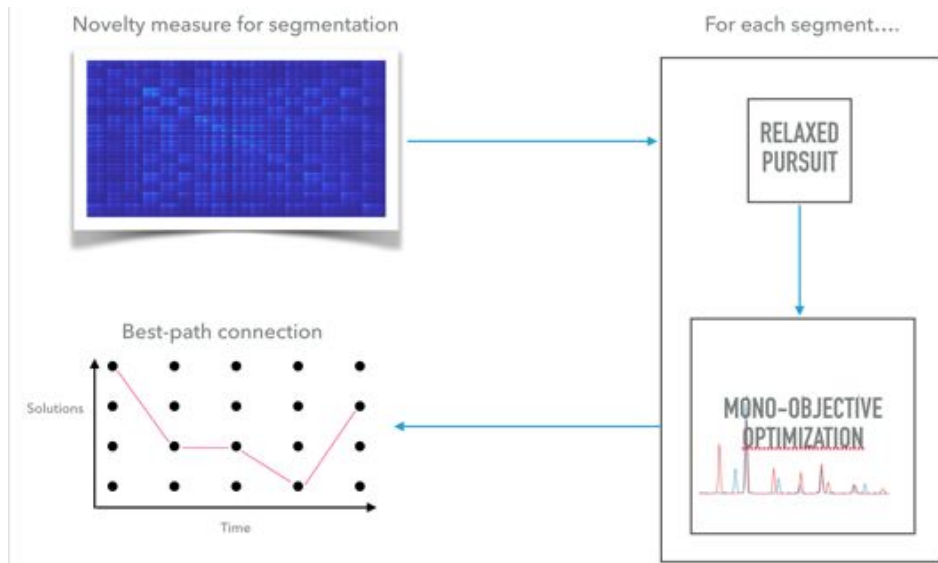 Novelty measure for segmentation
For each segment....
RELAXED
PURSUIT
MONO-OBJECTIVE
OPTIMIZATION
Best-path connection
Solutions
Time